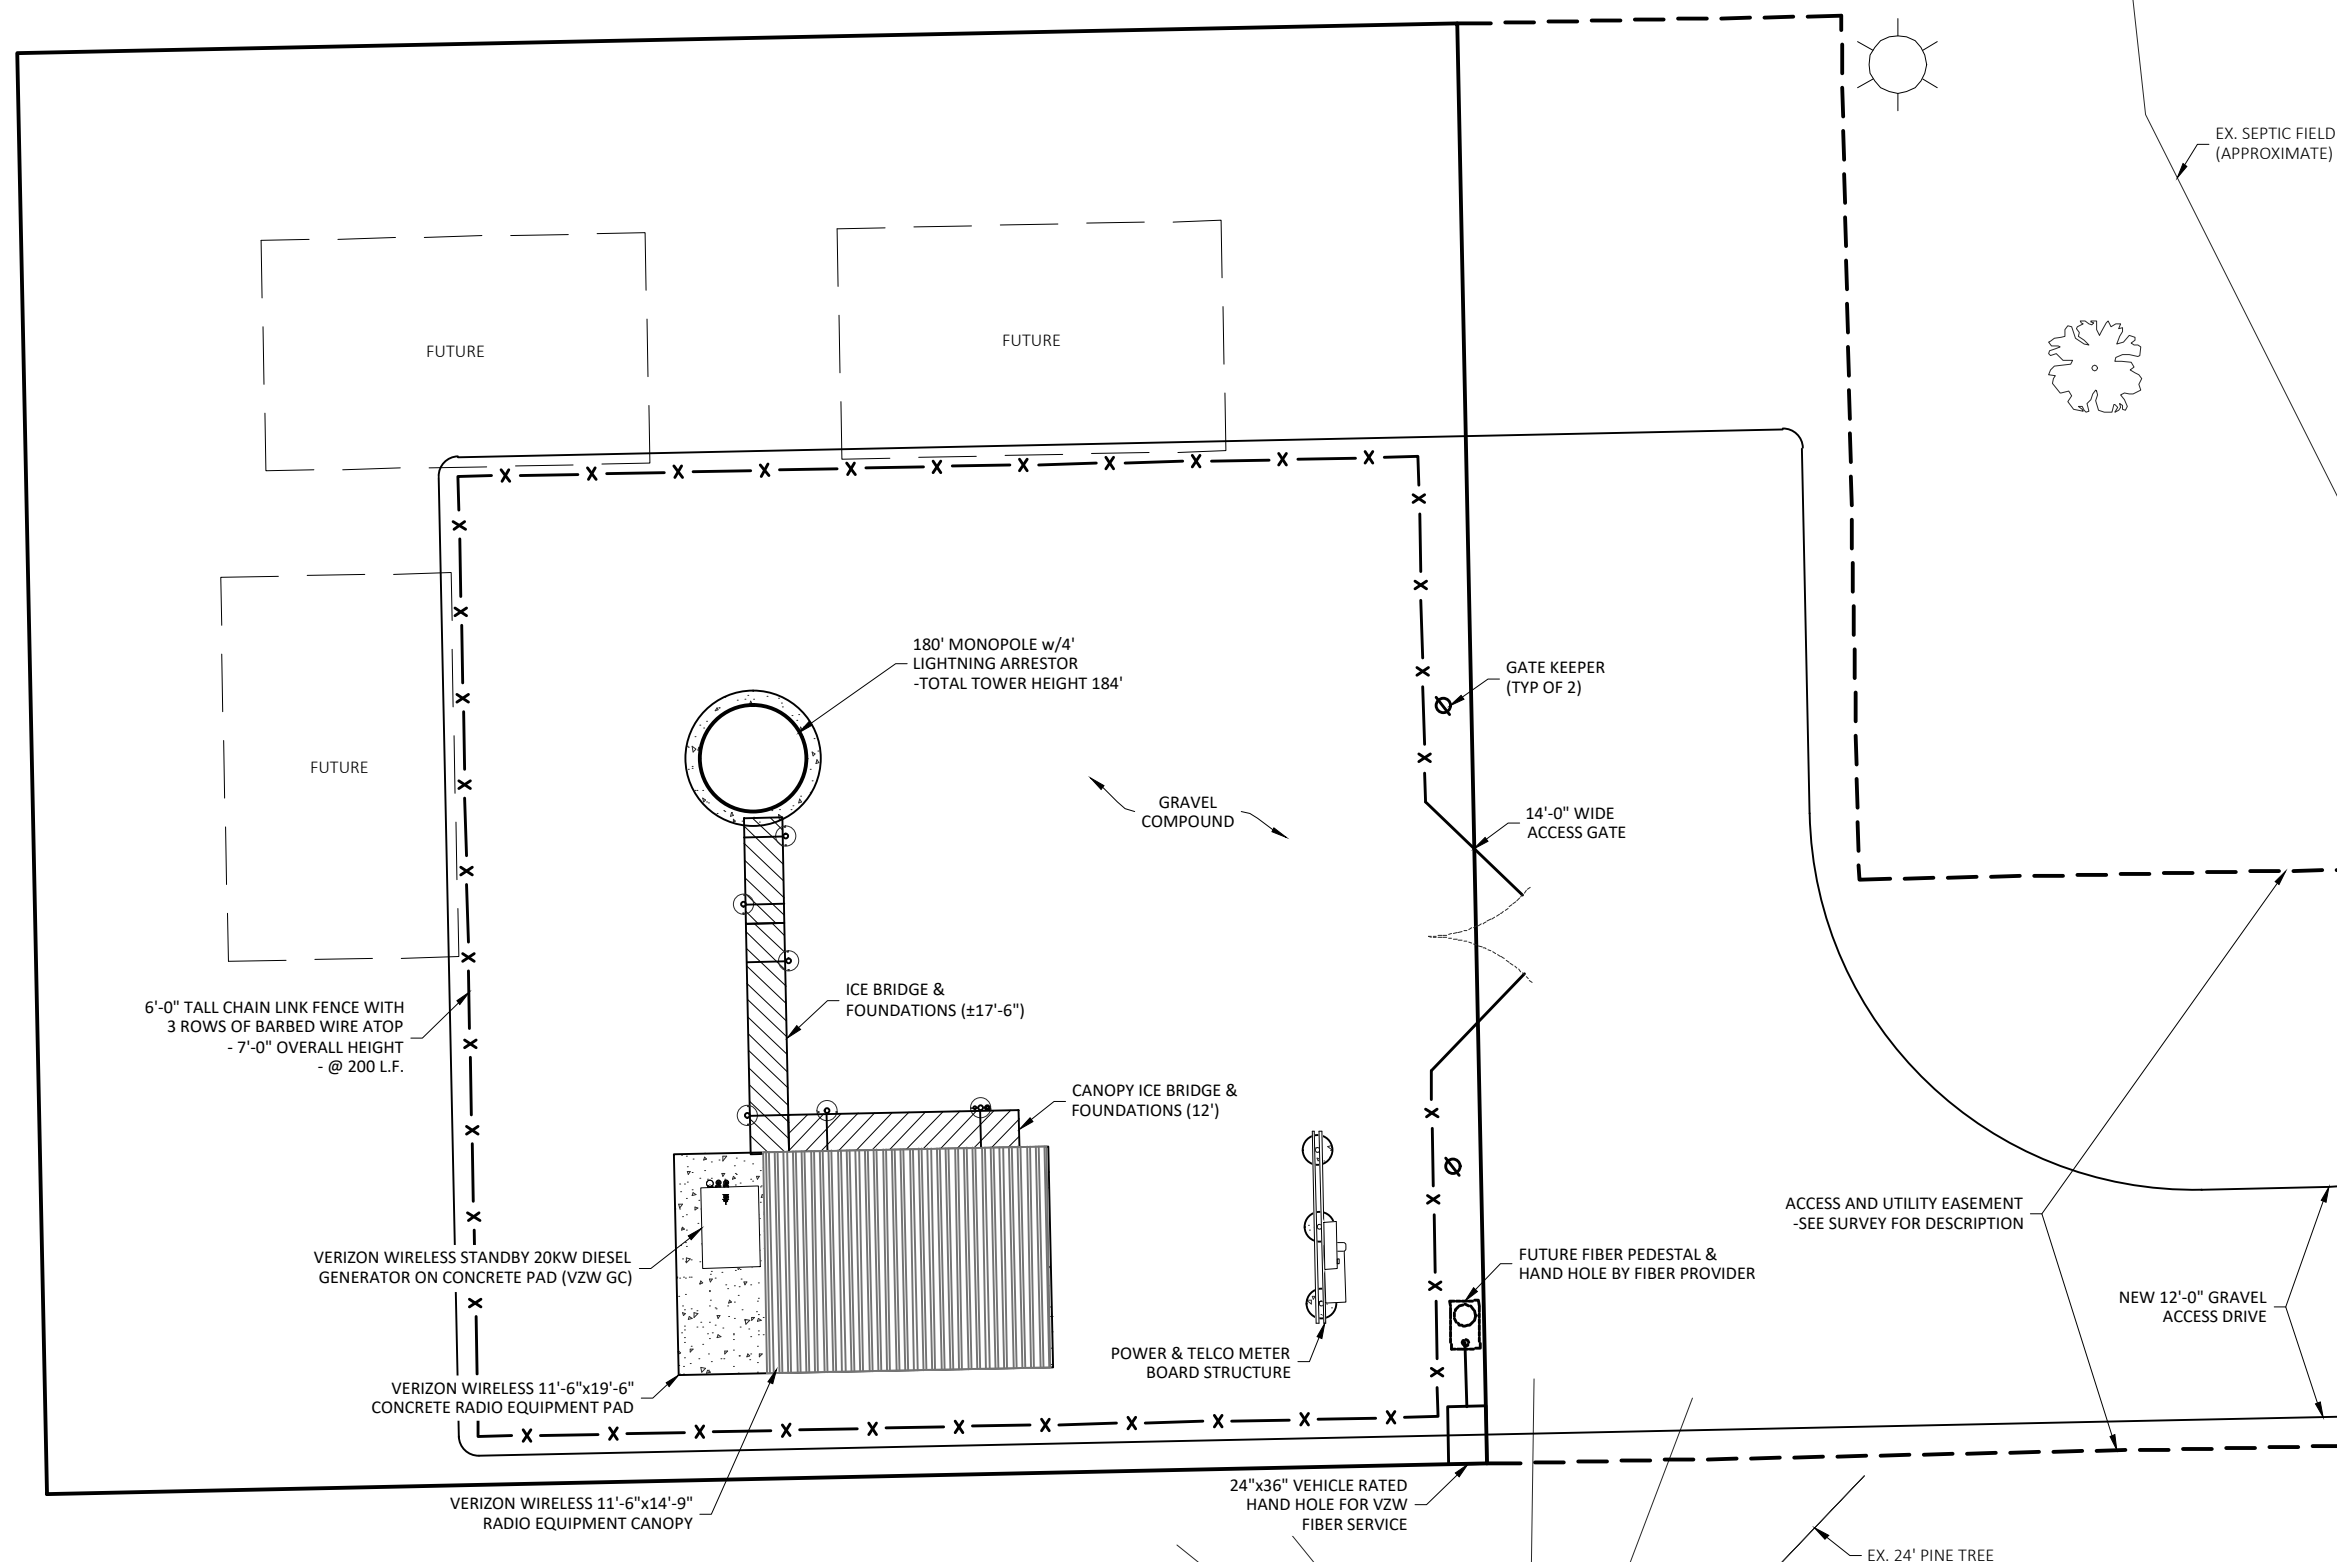 EX. SEPTIC FIELD
(APPROXIMATE)
FUTURE
FUTURE
180' MONOPOLE w/4'
LIGHTNING ARRESTOR
-TOTAL TOWER HEIGHT 184'
GATE KEEPER
(TYP OF 2)
FUTURE
GRAVEL
COMPOUND
14'-0" WIDE
ACCESS GATE
ICE BRIDGE &
FOUNDATIONS (±17'-6")
6'-0" TALL CHAIN LINK FENCE WITH
3 ROWS OF BARBED WIRE ATOP
- 7'-0" OVERALL HEIGHT
- @ 200 L.F.
CANOPY ICE BRIDGE &
FOUNDATIONS (12')
ACCESS AND UTILITY EASEMENT
-SEE SURVEY FOR DESCRIPTION
VERIZON WIRELESS STANDBY 20KW DIESEL
GENERATOR ON CONCRETE PAD (VZW GC)
FUTURE FIBER PEDESTAL &
HAND HOLE BY FIBER PROVIDER
NEW 12'-0" GRAVEL
ACCESS DRIVE
POWER & TELCO METER
BOARD STRUCTURE
VERIZON WIRELESS 11'-6"x19'-6"
CONCRETE RADIO EQUIPMENT PAD
VERIZON WIRELESS 11'-6"x14'-9"
RADIO EQUIPMENT CANOPY
24"x36" VEHICLE RATED
HAND HOLE FOR VZW
FIBER SERVICE
EX. 24' PINE TREE